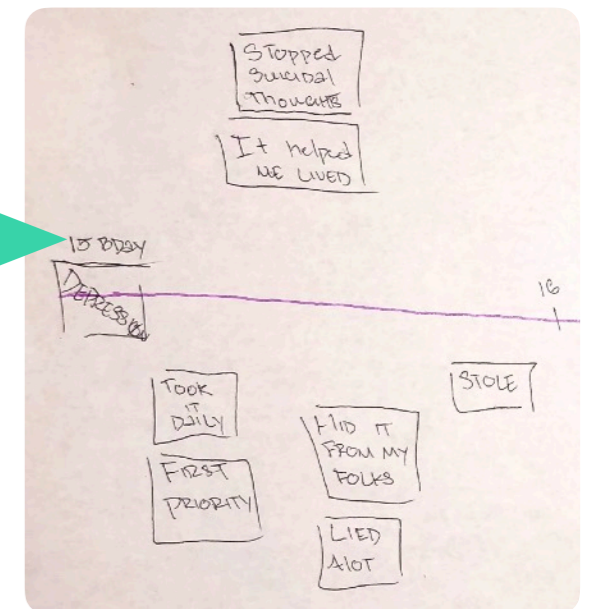 STOPPED
SUICIDAL
THOUGHTS
It helped
ME LIVED
15 BDAY
DEPRESSION
16
STOLE
TOOK
IT
DAILY
HID IT
FROM MY
FOLKS
FIRST
PRIORITY
LIED
AlOT